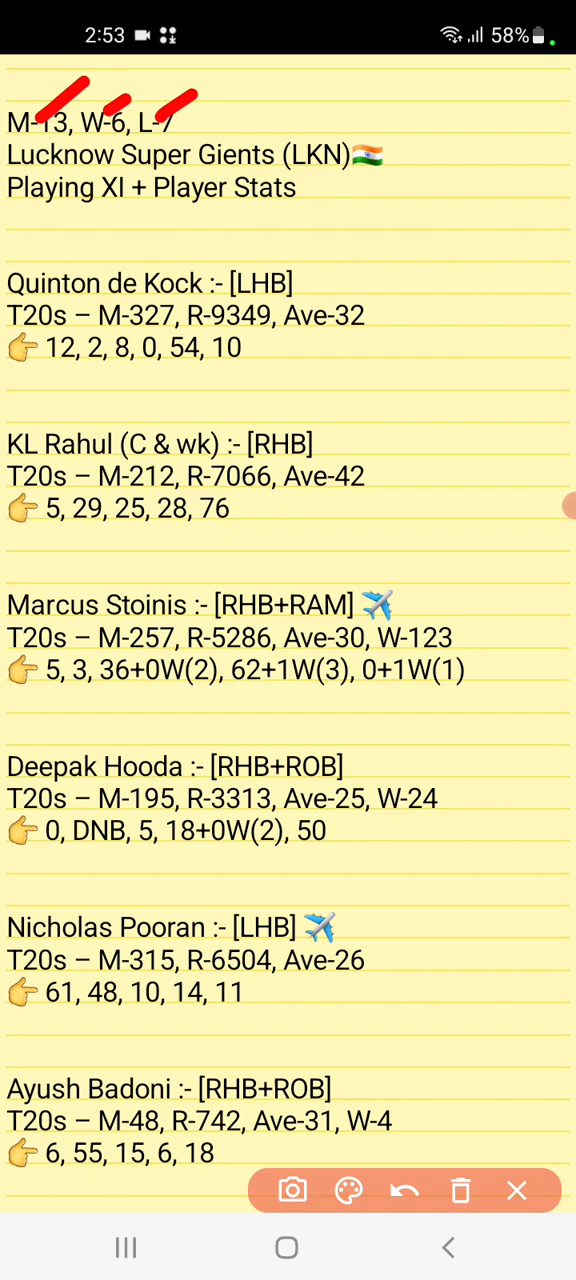 2:53
58%
M-13, W-6, L-7
Lucknow Super Gients (LKN)🇮🇳
Playing XI + Player Stats
Quinton de Kock :- [LHB]
T20s – M-327, R-9349, Ave-32
👉 12, 2, 8, 0, 54, 10
KL Rahul (C & wk) :- [RHB]
T20s – M-212, R-7066, Ave-42
👉 5, 29, 25, 28, 76
Marcus Stoinis :- [RHB+RAM] ✈️
T20s – M-257, R-5286, Ave-30, W-123
👉 5, 3, 36+0W(2), 62+1W(3), 0+1W(1)
Deepak Hooda :- [RHB+ROB]
T20s – M-195, R-3313, Ave-25, W-24
👉 0, DNB, 5, 18+0W(2), 50
Nicholas Pooran :- [LHB] ✈️
T20s – M-315, R-6504, Ave-26
👉 61, 48, 10, 14, 11
Ayush Badoni :- [RHB+ROB]
T20s – M-48, R-742, Ave-31, W-4
👉 6, 55, 15, 6, 18